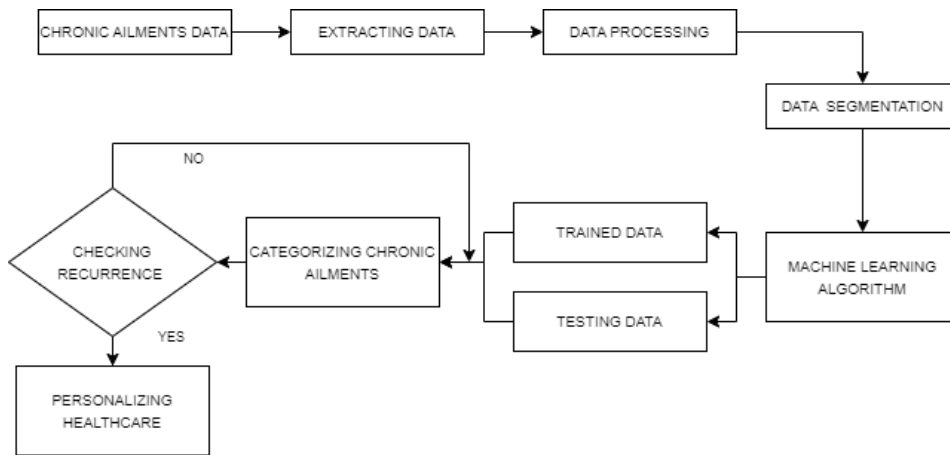 CHRONIC AILMENTS DATA
EXTRACTING DATA
DATA PROCESSING
DATA SEGMENTATION
NO
CHECKING
RECURRENCE
CATEGORIZING CHRONIC
AILMENTS
TRAINED DATA
MACHINE LEARNING
ALGORITHM
TESTING DATA
YES
PERSONALIZING
HEALTHCARE